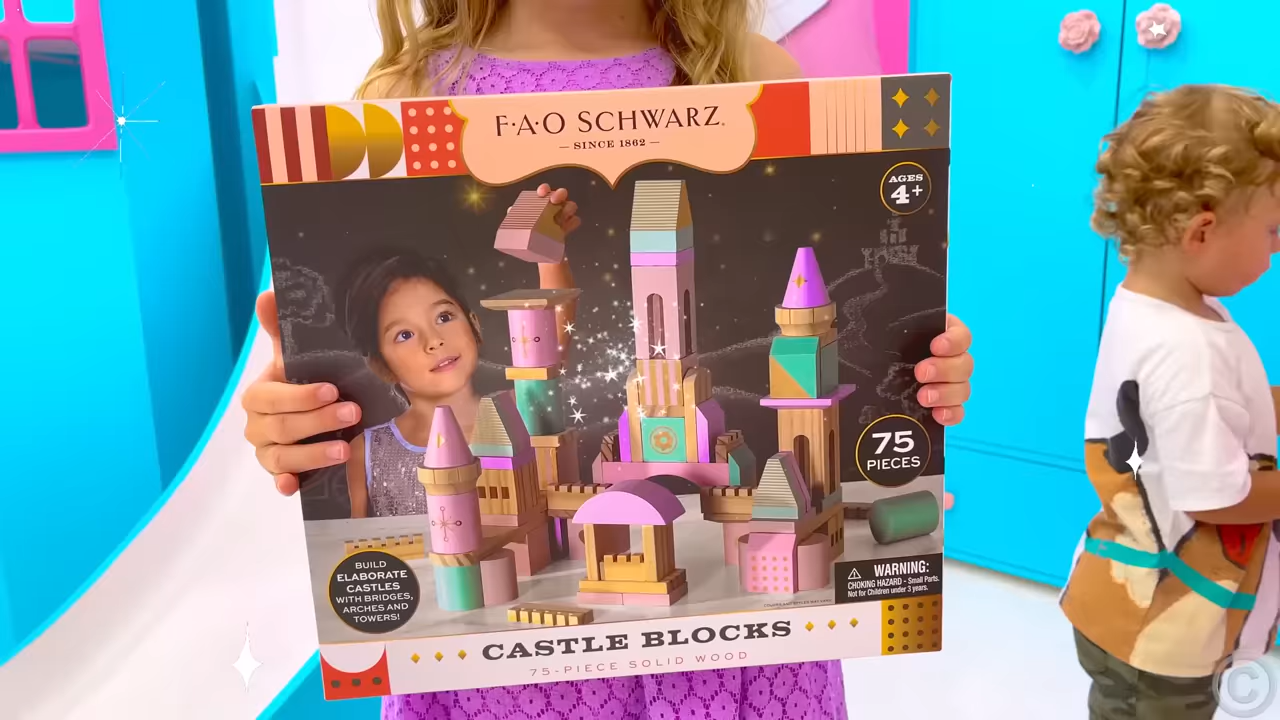 F·A·O SCHWARZ
— SINCE 1862 —
AGES
4+
75
PIECES
BUILD
ELABORATE
CASTLES
WITH BRIDGES,
ARCHES AND
TOWERS!
WARNING:
CHOKING HAZARD - Small Parts.
Not for Children under 3 years.
CASTLE BLOCKS
75-PIECE SOLID WOOD
©